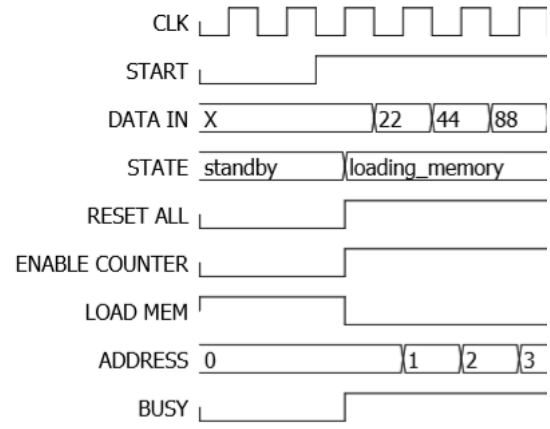 CLK
START
DATA IN X 22 44 88
STATE standby loading_memory
RESET ALL
ENABLE COUNTER
LOAD MEM
ADDRESS 0 1 2 3
BUSY